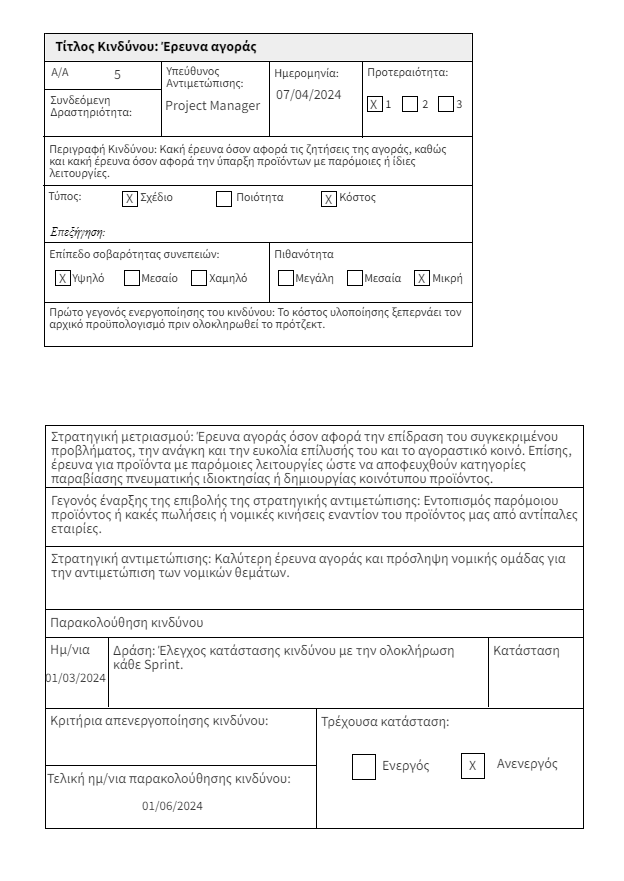 Τίτλος Κινδύνου: Έρευνα αγοράς
Α/Α 5
Συνδεόμενη
Δραστηριότητα:
Υπεύθυνος
Αντιμετώπισης:
Project Manager
Ημερομηνία:
07/04/2024
Προτεραιότητα:
X 1 2 3
Περιγραφή Κινδύνου: Κακή έρευνα όσον αφορά τις ζητήσεις της αγοράς, καθώς
και κακή έρευνα όσον αφορά την ύπαρξη προϊόντων με παρόμοιες ή ίδιες
λειτουργίες.
Τύπος: X Σχέδιο Ποιότητα X Κόστος
Επεξήγηση:
Επίπεδο σοβαρότητας συνεπειών:
X Υψηλό Μεσαίο Χαμηλό
Πιθανότητα
Μεγάλη Μεσαία X Μικρή
Πρώτο γεγονός ενεργοποίησης του κινδύνου: Το κόστος υλοποίησης ξεπερνάει τον
αρχικό προϋπολογισμό πριν ολοκληρωθεί το πρότζεκτ.
Στρατηγική μετριασμού: Έρευνα αγοράς όσον αφορά την επίδραση του συγκεκριμένου
προβλήματος, την ανάγκη και την ευκολία επίλυσής του και το αγοραστικό κοινό. Επίσης,
έρευνα για προϊόντα με παρόμοιες λειτουργίες ώστε να αποφευχθούν κατηγορίες
παραβίασης πνευματικής ιδιοκτησίας ή δημιουργίας κοινότυπου προϊόντος.
Γεγονός έναρξης της επιβολής της στρατηγικής αντιμετώπισης: Εντοπισμός παρόμοιου
προϊόντος ή κακές πωλήσεις ή νομικές κινήσεις εναντίον του προϊόντος μας από αντίπαλες
εταιρίες.
Στρατηγική αντιμετώπισης: Καλύτερη έρευνα αγοράς και πρόσληψη νομικής ομάδας για
την αντιμετώπιση των νομικών θεμάτων.
Παρακολούθηση κινδύνου
Ημ/νια
01/03/2024
Δράση: Έλεγχος κατάστασης κινδύνου με την ολοκλήρωση
κάθε Sprint.
Κατάσταση
Κριτήρια απενεργοποίησης κινδύνου:
Τελική ημ/νια παρακολούθησης κινδύνου:
01/06/2024
Τρέχουσα κατάσταση:
Ενεργός X Ανενεργός